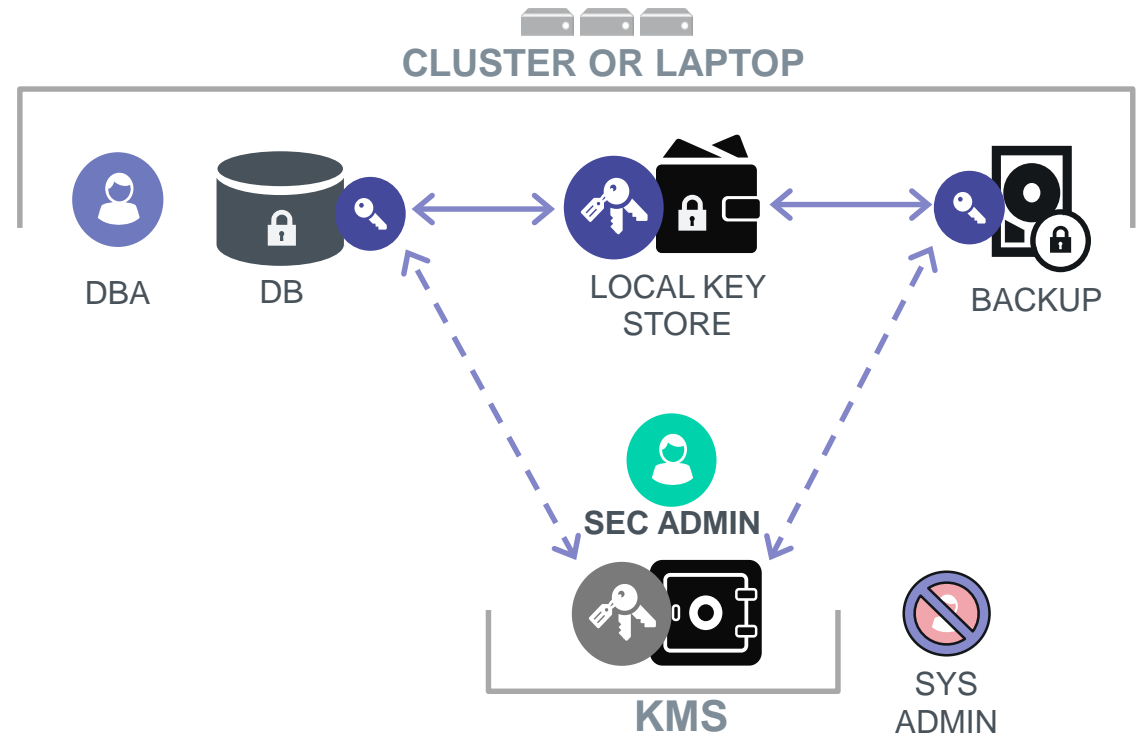 CLUSTER OR LAPTOP
DBA
DB
LOCAL KEY
STORE
BACKUP
SEC ADMIN
KMS
SYS
ADMIN